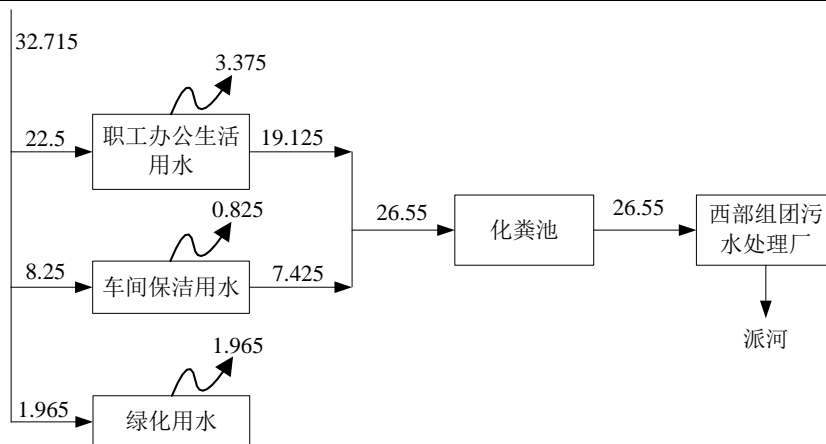 32.715
3.375
22.5
职工办公生活
用水
19.125
0.825
8.25
车间保洁用水
7.425
26.55
化粪池
26.55
西部组团污
水处理厂
派河
1.965
1.965
绿化用水